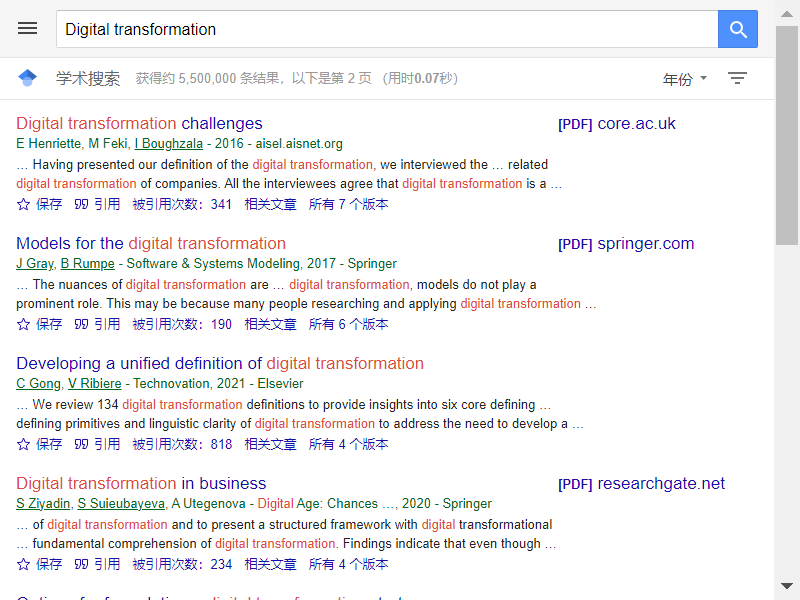 Digital transformation
学术搜索 获得约 5,500,000 条结果，以下是第 2 页 （用时0.07秒） 年份
Digital transformation challenges [PDF] core.ac.uk
E Henriette, M Feki, I Boughzala - 2016 - aisel.aisnet.org
… Having presented our definition of the digital transformation, we interviewed the … related
digital transformation of companies. All the interviewees agree that digital transformation is a …
保存 引用 被引用次数：341 相关文章 所有 7 个版本
Models for the digital transformation [PDF] springer.com
J Gray, B Rumpe - Software & Systems Modeling, 2017 - Springer
… The nuances of digital transformation are … digital transformation, models do not play a
prominent role. This may be because many people researching and applying digital transformation …
保存 引用 被引用次数：190 相关文章 所有 6 个版本
Developing a unified definition of digital transformation
C Gong, V Ribiere - Technovation, 2021 - Elsevier
… We review 134 digital transformation definitions to provide insights into six core defining …
defining primitives and linguistic clarity of digital transformation to address the need to develop a …
保存 引用 被引用次数：818 相关文章 所有 4 个版本
Digital transformation in business [PDF] researchgate.net
S Ziyadin, S Suieubayeva, A Utegenova - Digital Age: Chances …, 2020 - Springer
… of digital transformation and to present a structured framework with digital transformational
… fundamental comprehension of digital transformation. Findings indicate that even though …
保存 引用 被引用次数：234 相关文章 所有 4 个版本